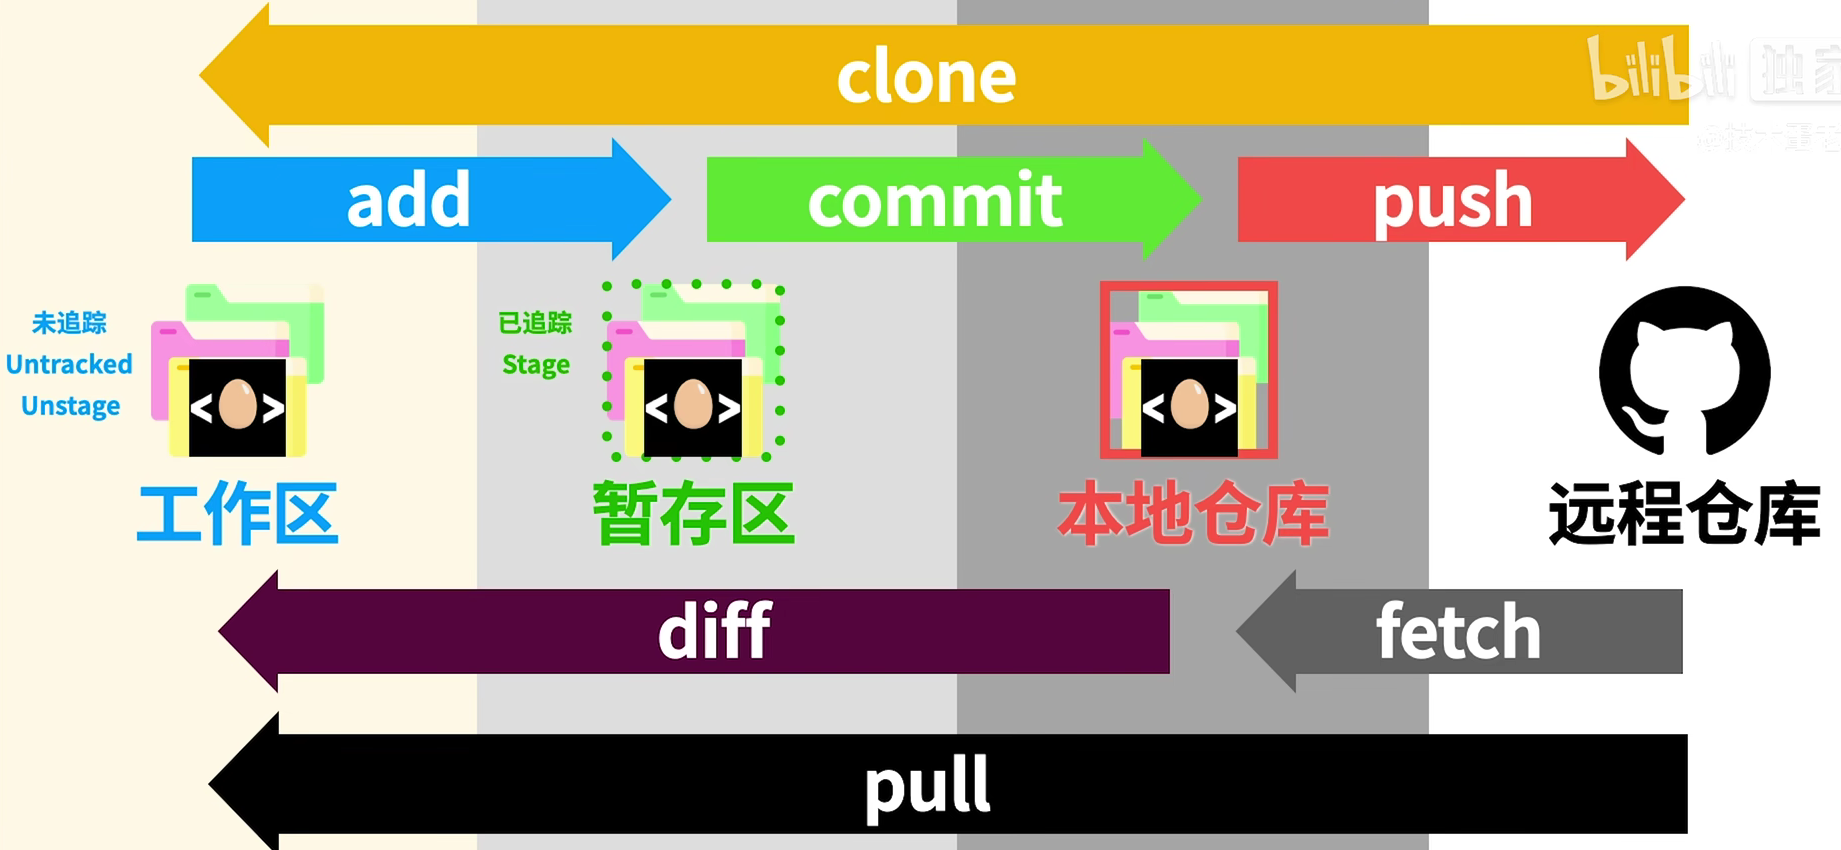 clone
bilibili 独家
add
commit
push
未追踪
Untracked
Unstage
已追踪
Stage
< >
< >
< >
工作区
暂存区
本地仓库
远程仓库
diff
fetch
pull